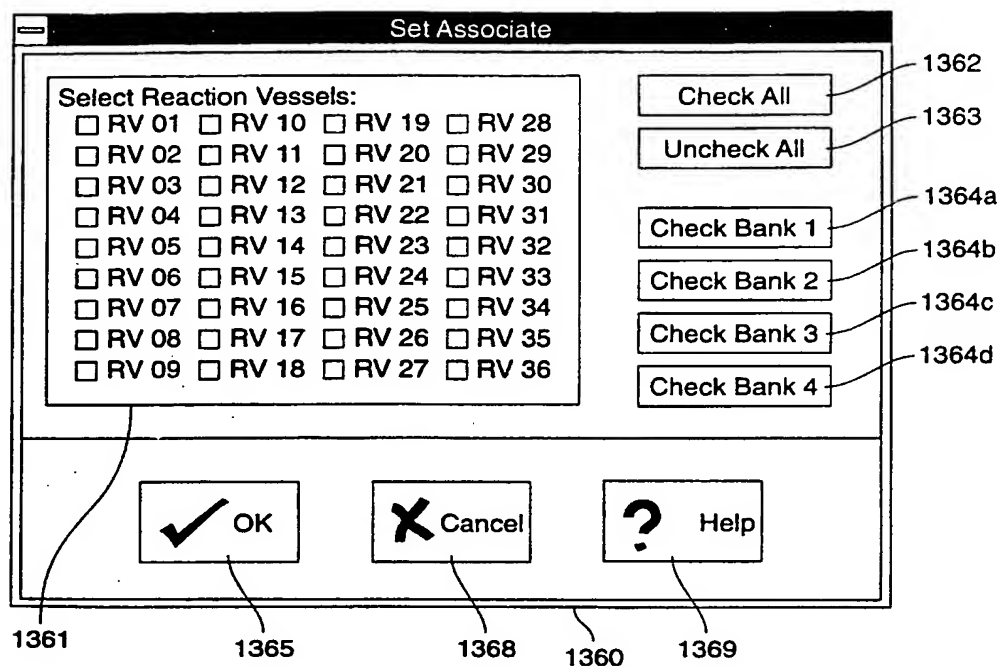 Set Associate
Select Reaction Vessels:
RV 01 RV 10 RV 19 RV 28
RV 02 RV 11 RV 20 RV 29
RV 03 RV 12 RV 21 RV 30
RV 04 RV 13 RV 22 RV 31
RV 05 RV 14 RV 23 RV 32
RV 06 RV 15 RV 24 RV 33
RV 07 RV 16 RV 25 RV 34
RV 08 RV 17 RV 26 RV 35
RV 09 RV 18 RV 27 RV 36
Check All
Uncheck All
Check Bank 1
Check Bank 2
Check Bank 3
Check Bank 4
1362
1363
1364a
1364b
1364c
1364d
OK
Cancel
? Help
1361
1365
1368
1360
1369